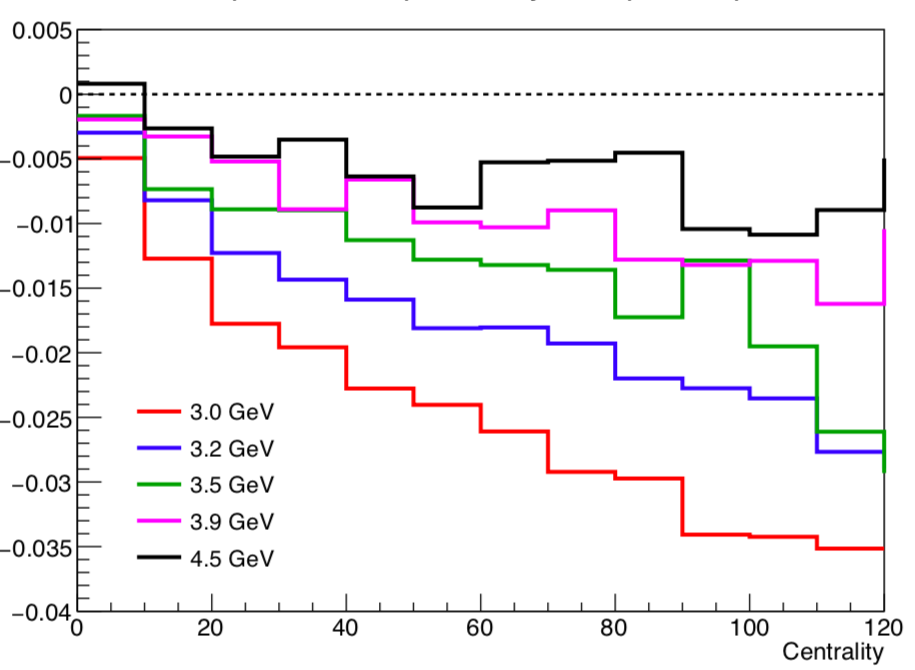 0.005
0
−0.005
−0.01
−0.015
−0.02
−0.025
−0.03
−0.035
−0.04
3.0 GeV
3.2 GeV
3.5 GeV
3.9 GeV
4.5 GeV
0 20 40 60 80 100 120
Centrality